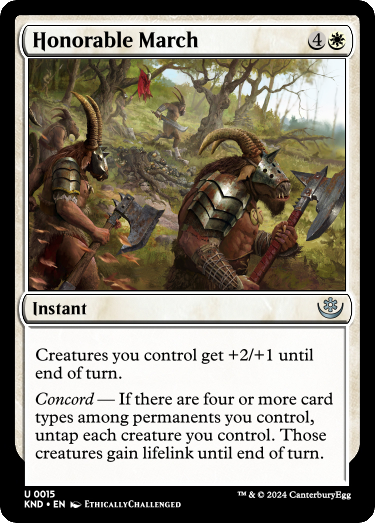 Honorable March 4
Instant
Creatures you control get +2/+1 until
end of turn.
Concord — If there are four or more card
types among permanents you control,
untap each creature you control. Those
creatures gain lifelink until end of turn.
U 0015
KND • EN EthicallyChallenged
™ & © 2024 CanterburyEgg